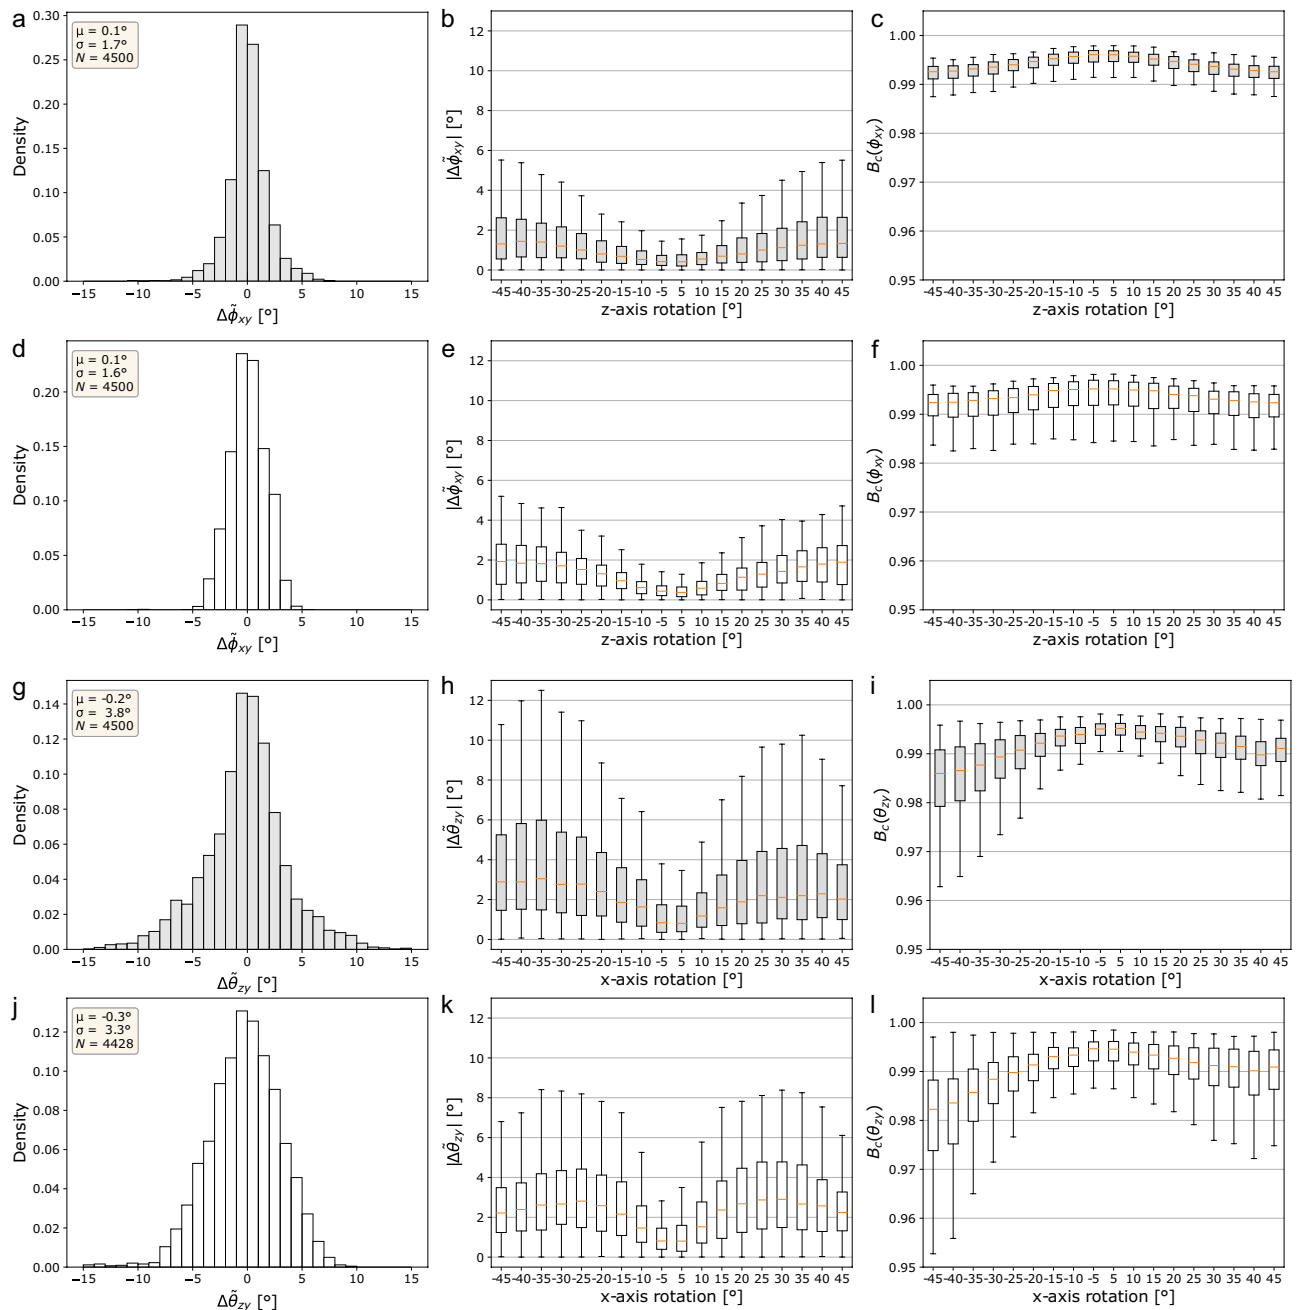 a
μ = 0.1°
σ = 1.7°
N = 4500
0.30
0.25
0.20
0.15
0.10
0.05
0.00
Density
−15 −10 −5 0 5 10 15
Δϕ̃xy [°]
b
12
10
8
6
4
2
0
|Δϕ̃xy| [°]
-45 -40 -35 -30 -25 -20 -15 -10 -5 5 10 15 20 25 30 35 40 45
z-axis rotation [°]
c
1.00
0.99
0.98
0.97
0.96
0.95
Bc(ϕxy)
-45 -40 -35 -30 -25 -20 -15 -10 -5 5 10 15 20 25 30 35 40 45
z-axis rotation [°]
d
μ = 0.1°
σ = 1.6°
N = 4500
0.20
0.15
0.10
0.05
0.00
Density
−15 −10 −5 0 5 10 15
Δϕ̃xy [°]
e
12
10
8
6
4
2
0
|Δϕ̃xy| [°]
-45 -40 -35 -30 -25 -20 -15 -10 -5 5 10 15 20 25 30 35 40 45
z-axis rotation [°]
f
1.00
0.99
0.98
0.97
0.96
0.95
Bc(ϕxy)
-45 -40 -35 -30 -25 -20 -15 -10 -5 5 10 15 20 25 30 35 40 45
z-axis rotation [°]
g
μ = -0.2°
σ = 3.8°
N = 4500
0.14
0.12
0.10
0.08
0.06
0.04
0.02
0.00
Density
−15 −10 −5 0 5 10 15
Δθ̃zy [°]
h
12
10
8
6
4
2
0
|Δθ̃zy| [°]
-45 -40 -35 -30 -25 -20 -15 -10 -5 5 10 15 20 25 30 35 40 45
x-axis rotation [°]
i
1.00
0.99
0.98
0.97
0.96
0.95
Bc(θzy)
-45 -40 -35 -30 -25 -20 -15 -10 -5 5 10 15 20 25 30 35 40 45
x-axis rotation [°]
j
μ = -0.3°
σ = 3.3°
N = 4428
0.12
0.10
0.08
0.06
0.04
0.02
0.00
Density
−15 −10 −5 0 5 10 15
Δθ̃zy [°]
k
12
10
8
6
4
2
0
|Δθ̃zy| [°]
-45 -40 -35 -30 -25 -20 -15 -10 -5 5 10 15 20 25 30 35 40 45
x-axis rotation [°]
l
1.00
0.99
0.98
0.97
0.96
0.95
Bc(θzy)
-45 -40 -35 -30 -25 -20 -15 -10 -5 5 10 15 20 25 30 35 40 45
x-axis rotation [°]